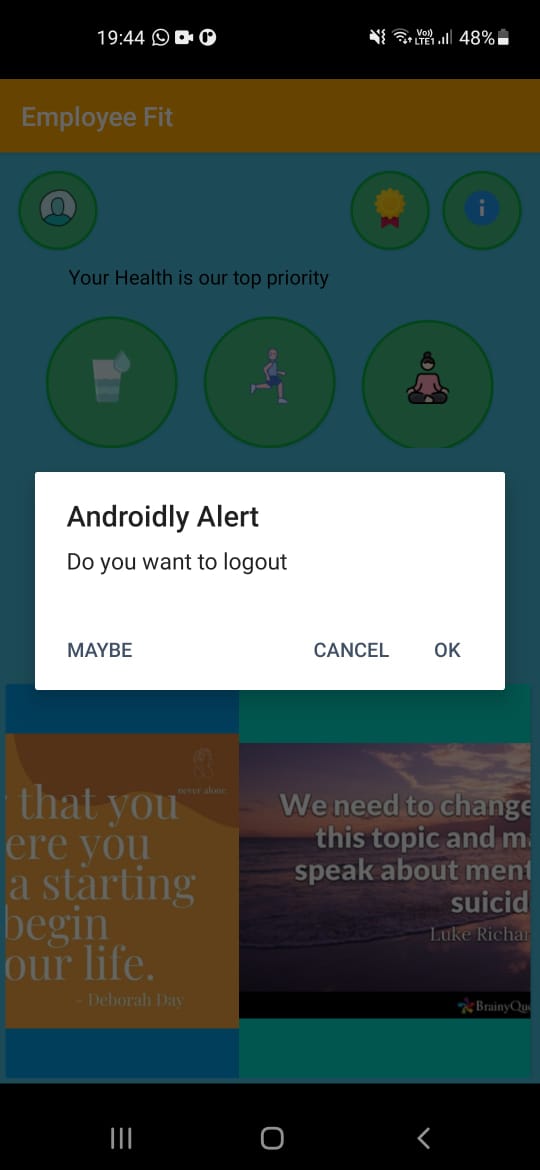 19:44
Vo))
LTE1
48%
Employee Fit
Your Health is our top priority
Androidly Alert
Do you want to logout
MAYBE
CANCEL
OK
never alone
that you
ere you
a starting
begin
our life.
- Deborah Day
We need to change
this topic and m
speak about ment
suicid
Luke Richar
BrainyQuo